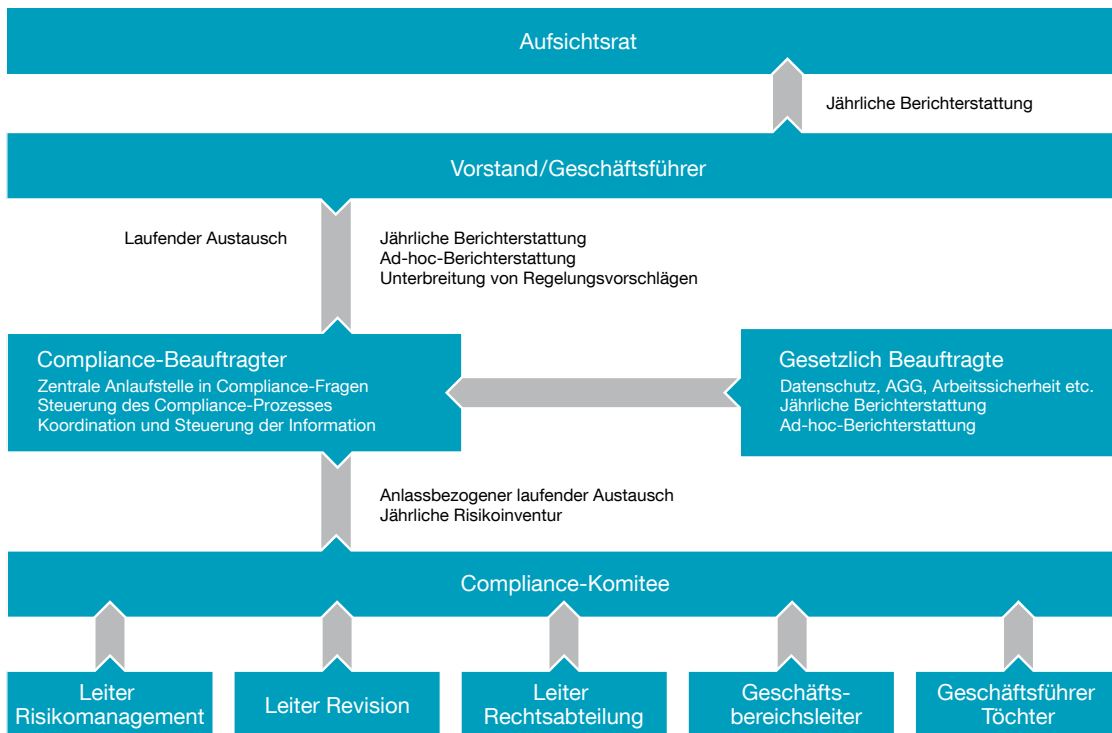 Aufsichtsrat
Jährliche Berichterstattung
Vorstand/Geschäftsführer
Laufender Austausch
Jährliche Berichterstattung
Ad-hoc-Berichterstattung
Unterbreitung von Regelungsvorschlägen
Compliance-Beauftragter
Zentrale Anlaufstelle in Compliance-Fragen
Steuerung des Compliance-Prozesses
Koordination und Steuerung der Information
Gesetzlich Beauftragte
Datenschutz, AGG, Arbeitssicherheit etc.
Jährliche Berichterstattung
Ad-hoc-Berichterstattung
Anlassbezogener laufender Austausch
Jährliche Risikoinventur
Compliance-Komitee
Leiter
Risikomanagement
Leiter Revision
Leiter
Rechtsabteilung
Geschäfts-
bereichsleiter
Geschäftsführer
Töchter